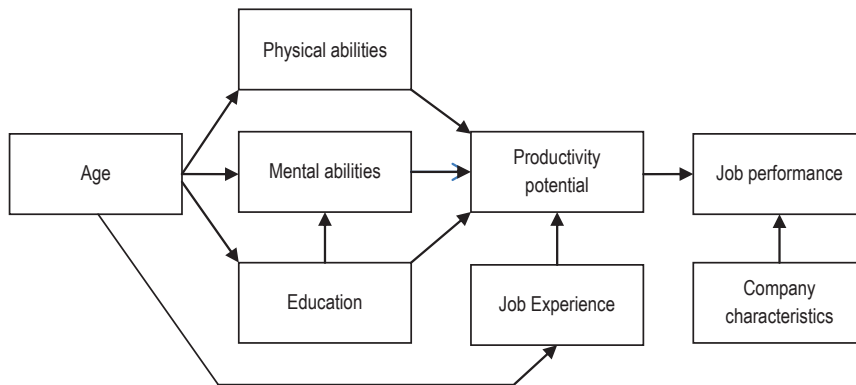 Physical abilities
Age
Mental abilities
Productivity
potential
Job performance
Education
Job Experience
Company
characteristics